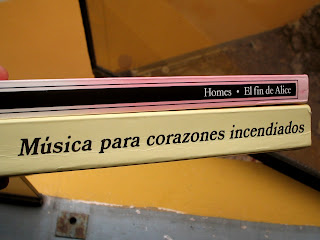 Homes • El fin de Alice
Música para corazones incendiados